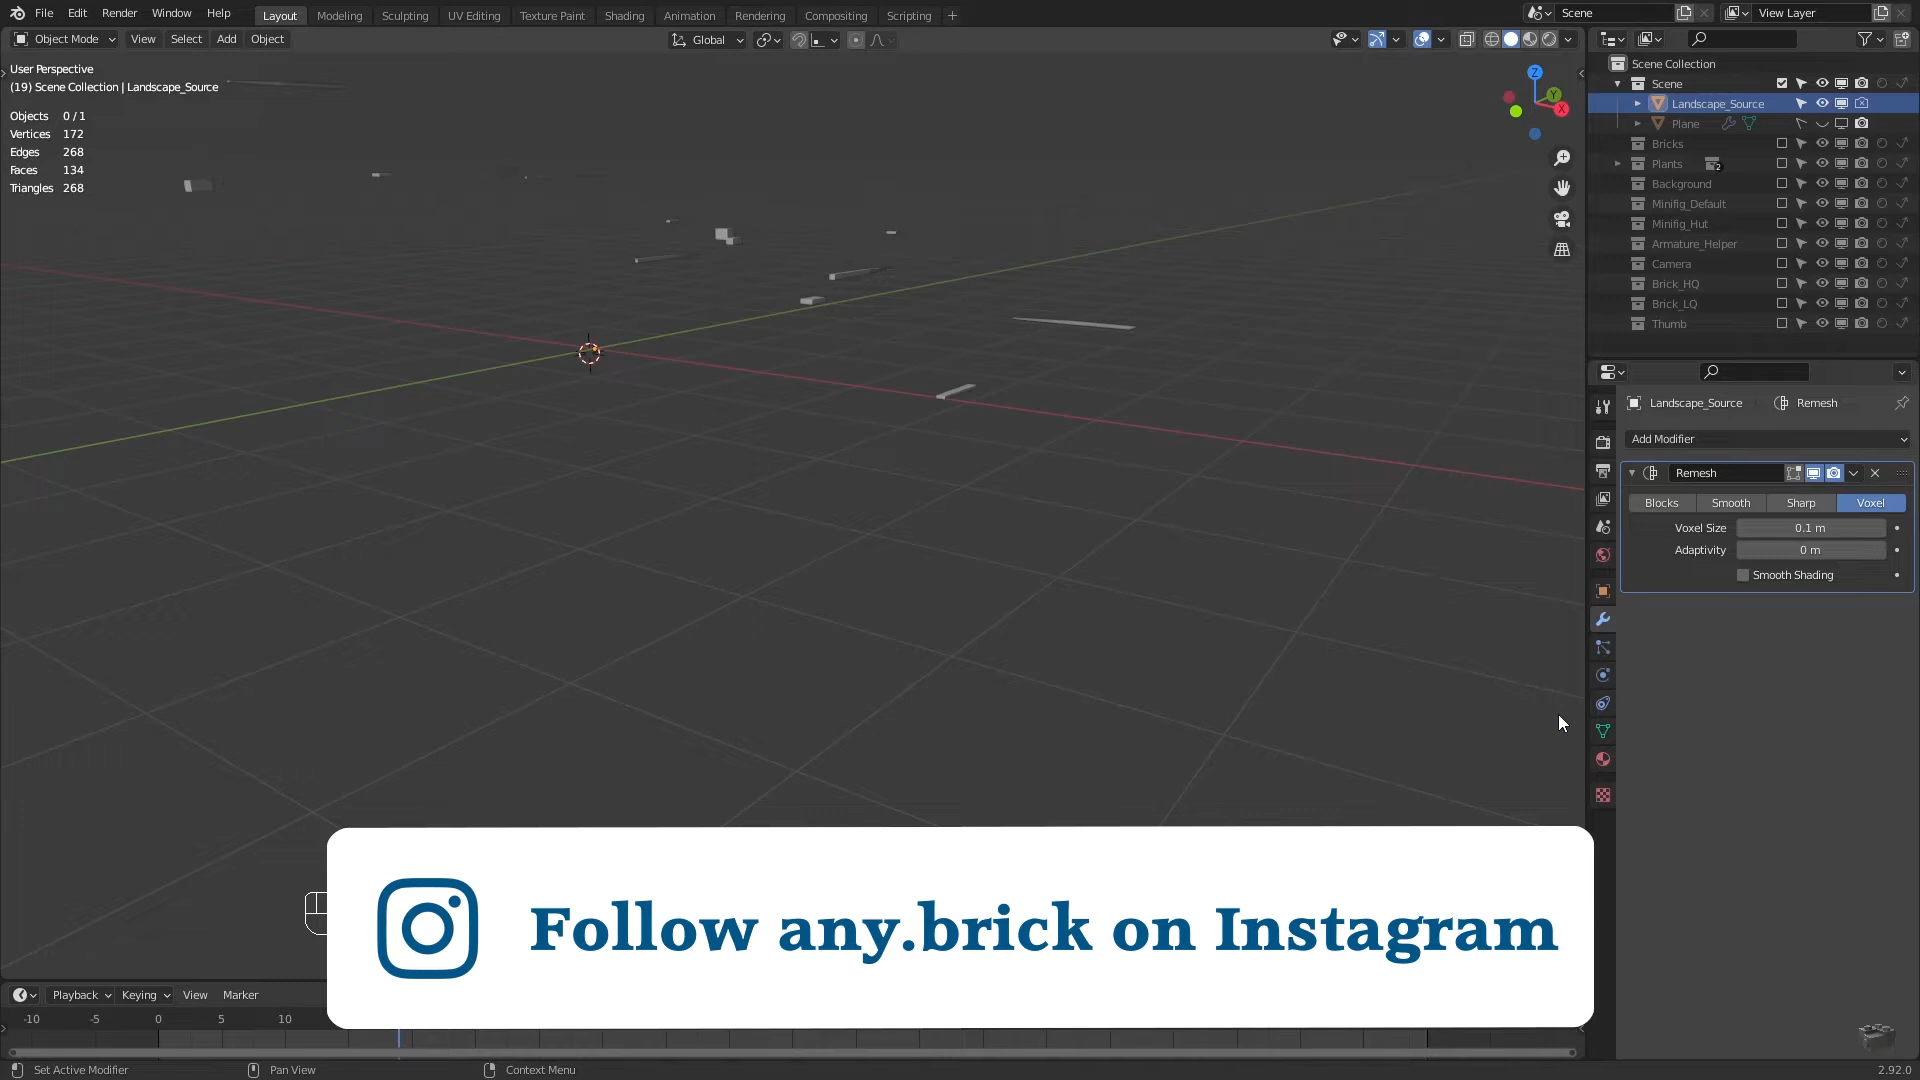 File Edit Render Window Help Layout Modeling Sculpting UV Editing Texture Paint Shading Animation Rendering Compositing Scripting + Scene View Layer
Object Mode View Select Add Object Global
User Perspective
(19) Scene Collection | Landscape_Source
Objects 0 / 1
Vertices 172
Edges 268
Faces 134
Triangles 268
Z
Y
X
Scene Collection
Scene
Landscape_Source
Plane
Bricks
Plants 2
Background
Minifig_Default
Minifig_Hut
Armature_Helper
Camera
Brick_HQ
Brick_LQ
Thumb
Landscape_Source Remesh
Add Modifier
Remesh
Blocks Smooth Sharp Voxel
Voxel Size 0.1 m
Adaptivity 0 m
Smooth Shading
Follow any.brick on Instagram
Playback Keying View Marker
-10 -5 0 5 10
Set Active Modifier Pan View Context Menu 2.92.0